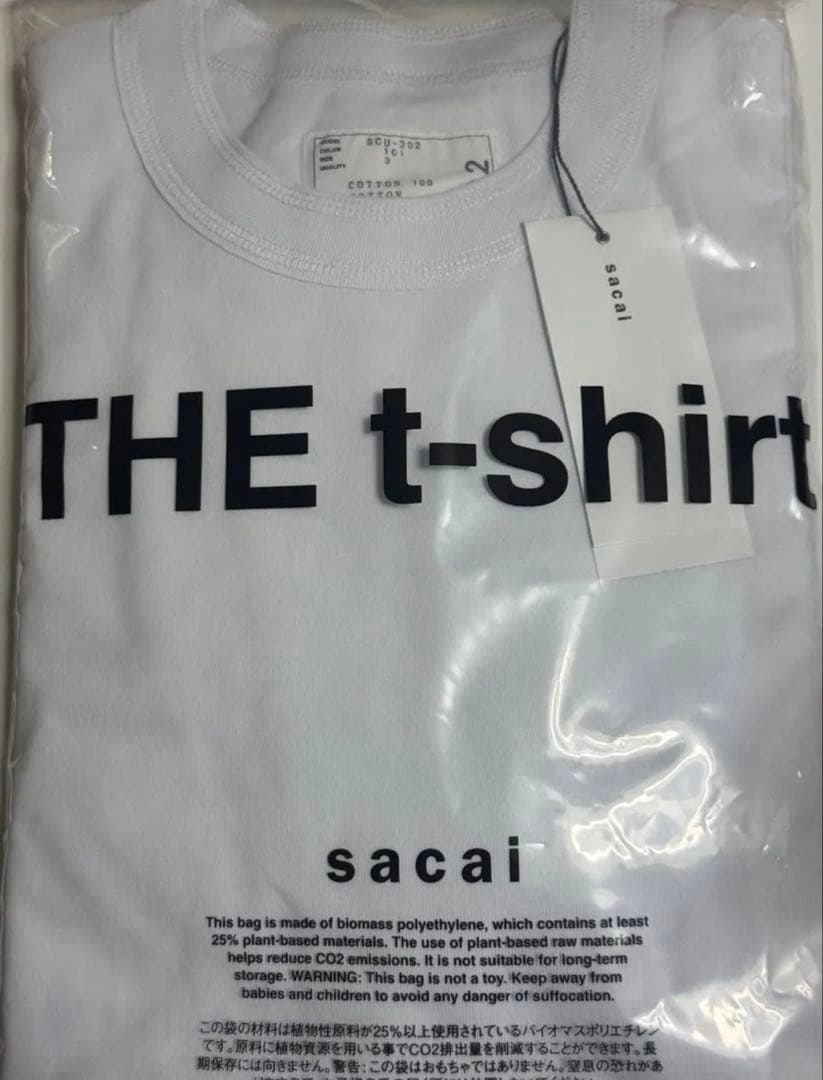 MODEL SCU-302
COLOR 101
SIZE 3
QUALITY
2
COTTON 100
COTTON
sacai
THE t-shirt
sacai
This bag is made of biomass polyethylene, which contains at least
25% plant-based materials. The use of plant-based raw materials
helps reduce CO2 emissions. It is not suitable for long-term
storage. WARNING: This bag is not a toy. Keep away from
babies and children to avoid any danger of suffocation.
この袋の材料は植物性原料が25%以上使用されているバイオマスポリエチレン
です。原料に植物資源を用いる事でCO2排出量を削減することができます。長
期保存には向きません。警告：この袋はおもちゃではありません。窒息の恐れがあ